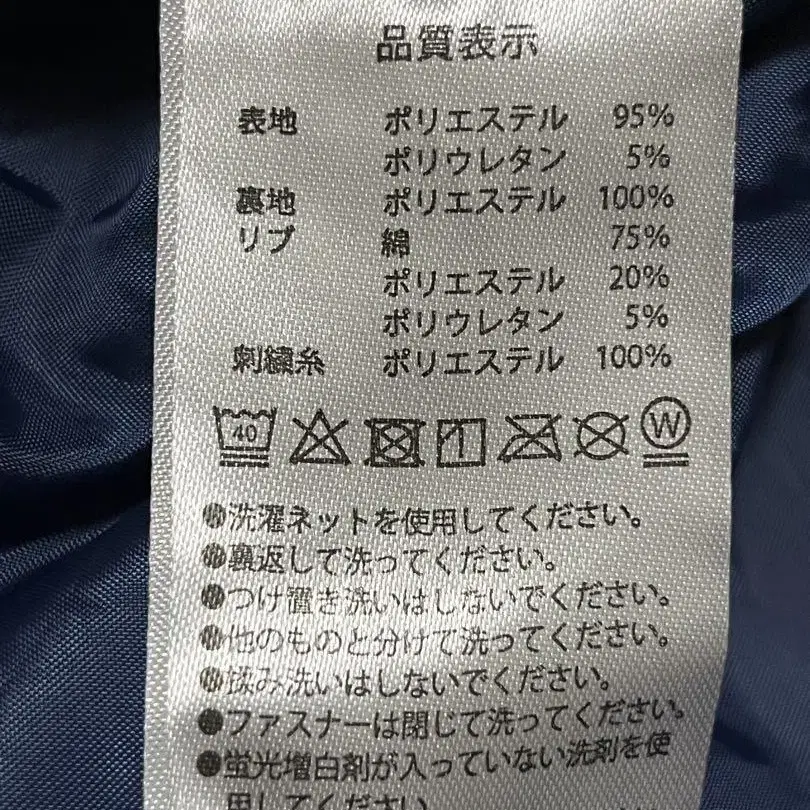 品質表示
表地 ポリエステル 95%
ポリウレタン 5%
裏地 ポリエステル 100%
リブ 綿 75%
ポリエステル 20%
ポリウレタン 5%
刺繍糸 ポリエステル 100%
40 W
●洗濯ネットを使用してください。
●裏返して洗ってください。
●つけ置き洗いはしないでください。
●他のものと分けて洗ってください。
●揉み洗いはしないでください。
●ファスナーは閉じて洗ってください。
●蛍光増白剤が入っていない洗剤を使
用してください。